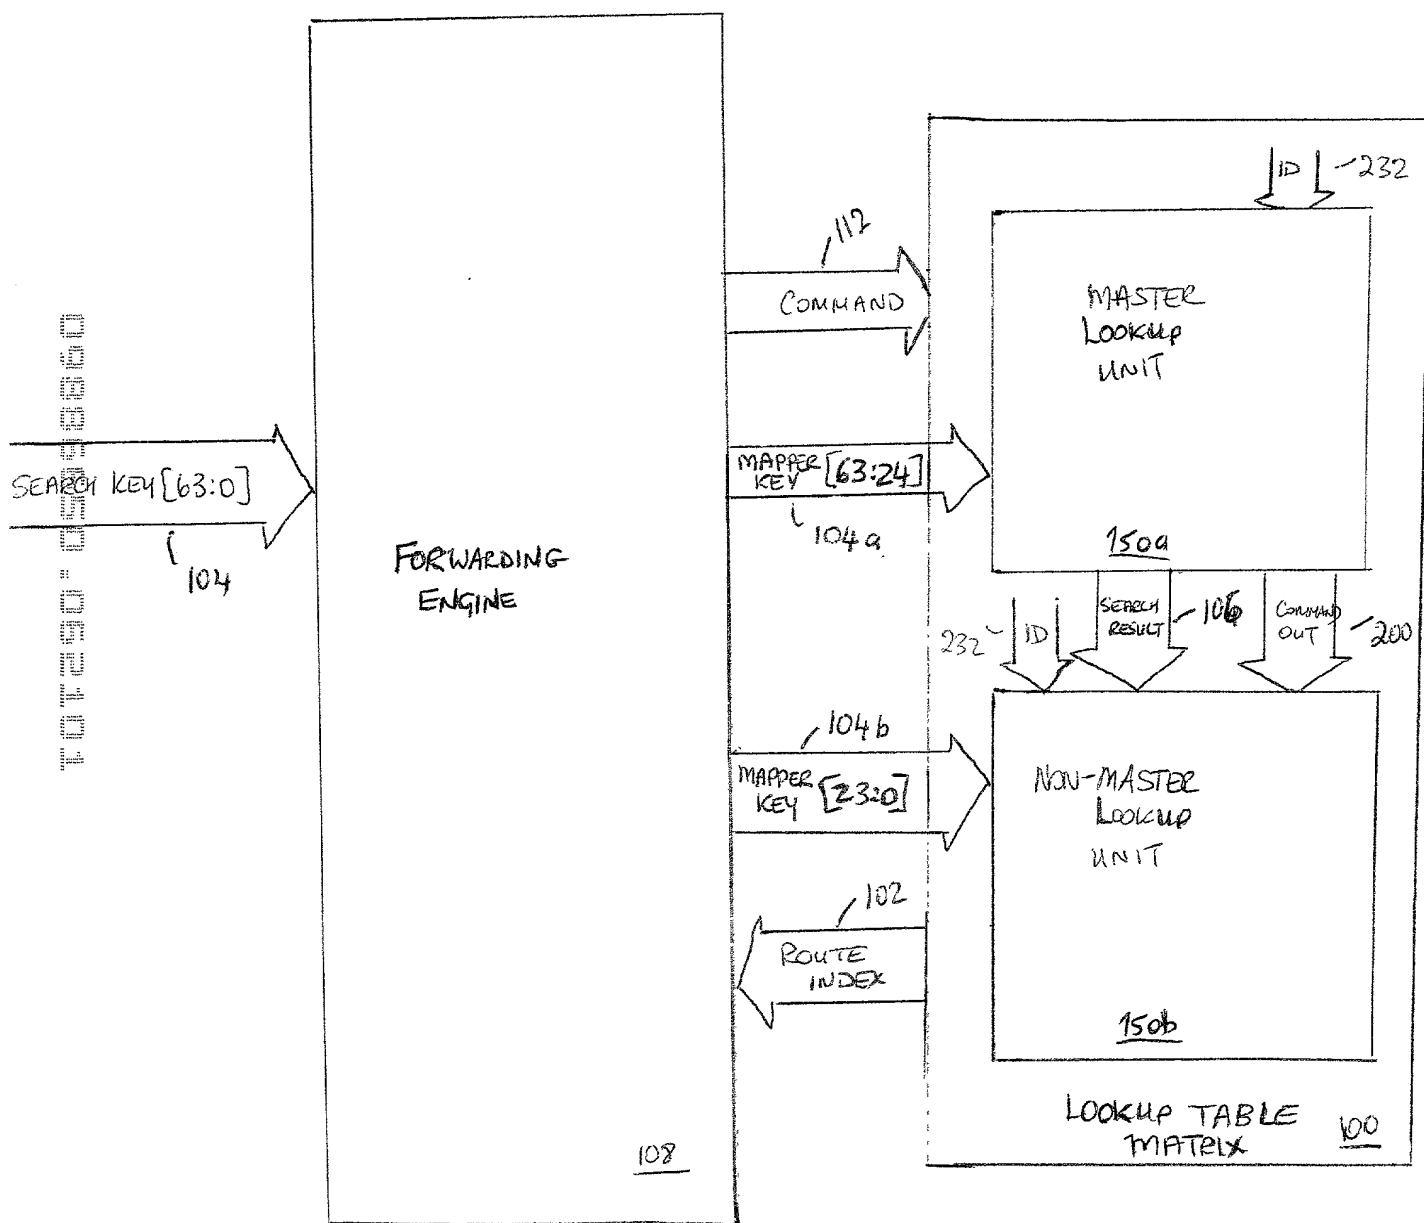 ID
232
112
COMMAND
MASTER
LOOKUP
UNIT
SEARCH KEY [63:0]
104
MAPPER
KEY
[63:24]
104a
150a
FORWARDING
ENGINE
232
ID
SEARCH
RESULT
106
COMMAND
OUT
200
104b
MAPPER
KEY
[23:0]
NON-MASTER
LOOKUP
UNIT
102
ROUTE
INDEX
150b
108
LOOKUP TABLE
MATRIX
100